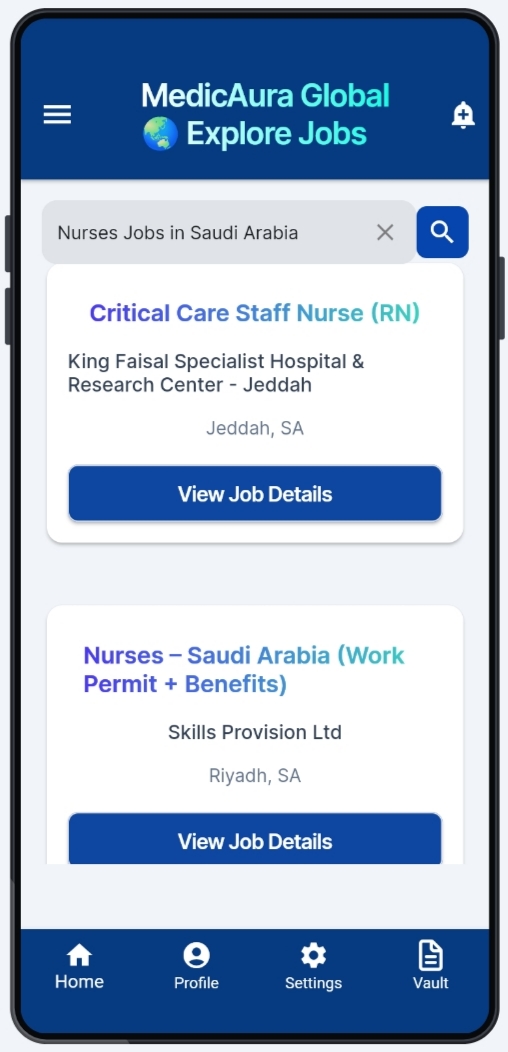 MedicAura Global
🌏 Explore Jobs
Nurses Jobs in Saudi Arabia
Critical Care Staff Nurse (RN)
King Faisal Specialist Hospital &
Research Center - Jeddah
Jeddah, SA
View Job Details
Nurses – Saudi Arabia (Work
Permit + Benefits)
Skills Provision Ltd
Riyadh, SA
View Job Details
Home
Profile
Settings
Vault